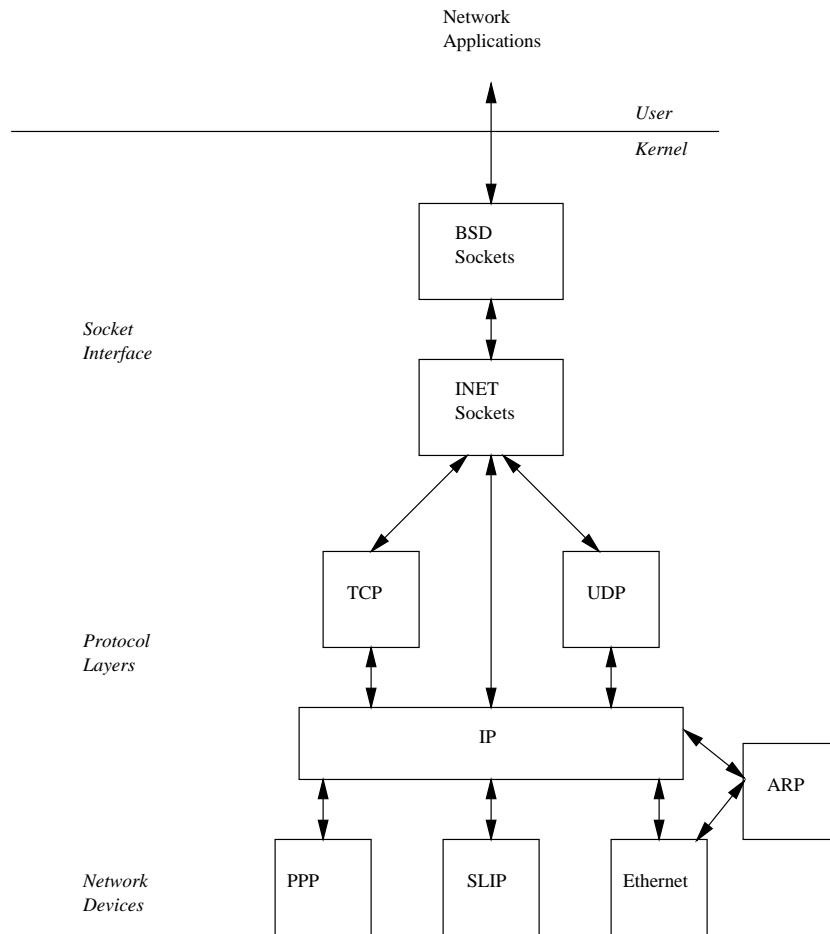 Network
Applications
User
Kernel
BSD
Sockets
Socket
Interface
INET
Sockets
TCP
UDP
Protocol
Layers
IP
ARP
PPP
SLIP
Ethernet
Network
Devices